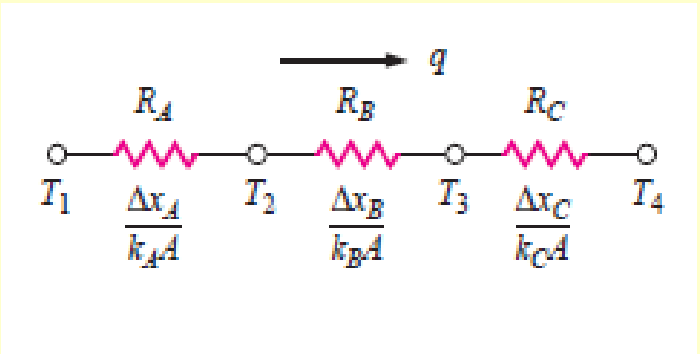 q
R_A R_B R_C
T_1 Δx_A/k_A A T_2 Δx_B/k_B A T_3 Δx_C/k_C A T_4